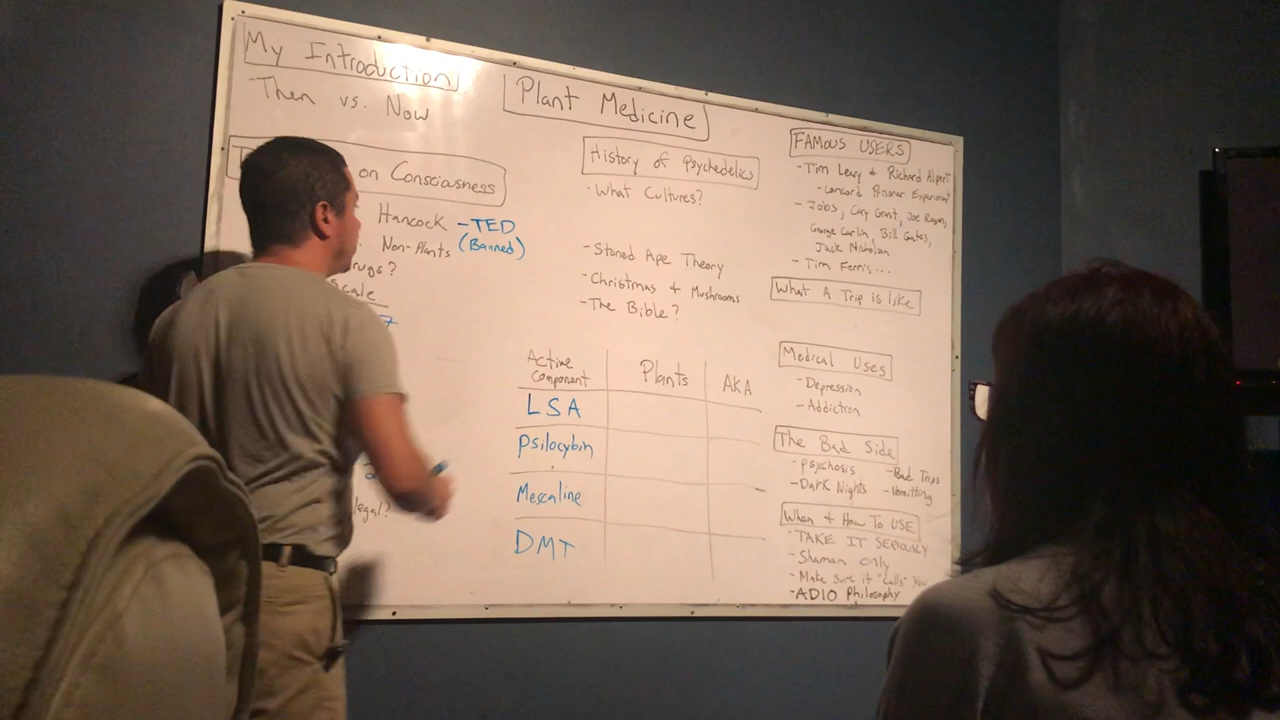 My Introduction
-Then vs. Now
Plant Medicine
on Consciasness
Hancock -TED
(Banned)
Non-Plants
rugs?
scale
legal?
History of Psychedelics
- What Cultures?
- Stoned Ape Theory
- Christmas + Mushrooms
- The Bible?
Active Component
Plants
AKA
LSA
Psilocybin
Mescaline
DMT
FAMOUS USERS
- Tim Leary & Richard Alpert
- Concord Prisoner Experiment
- Jobs, Cary Grant, Joe Rogan,
George Carlin, Bill Gates,
Jack Nicholson
- Tim Ferris...
What A Trip is like
Medical Uses
- Depression
- Addiction
The Bad Side
- psychosis - Bad Trips
- Dark Nights - Vomitting
When & How To USE
- TAKE IT SERIOUSLY
- Shaman only
- Make sure it "calls" you
- ADIO Philosophy